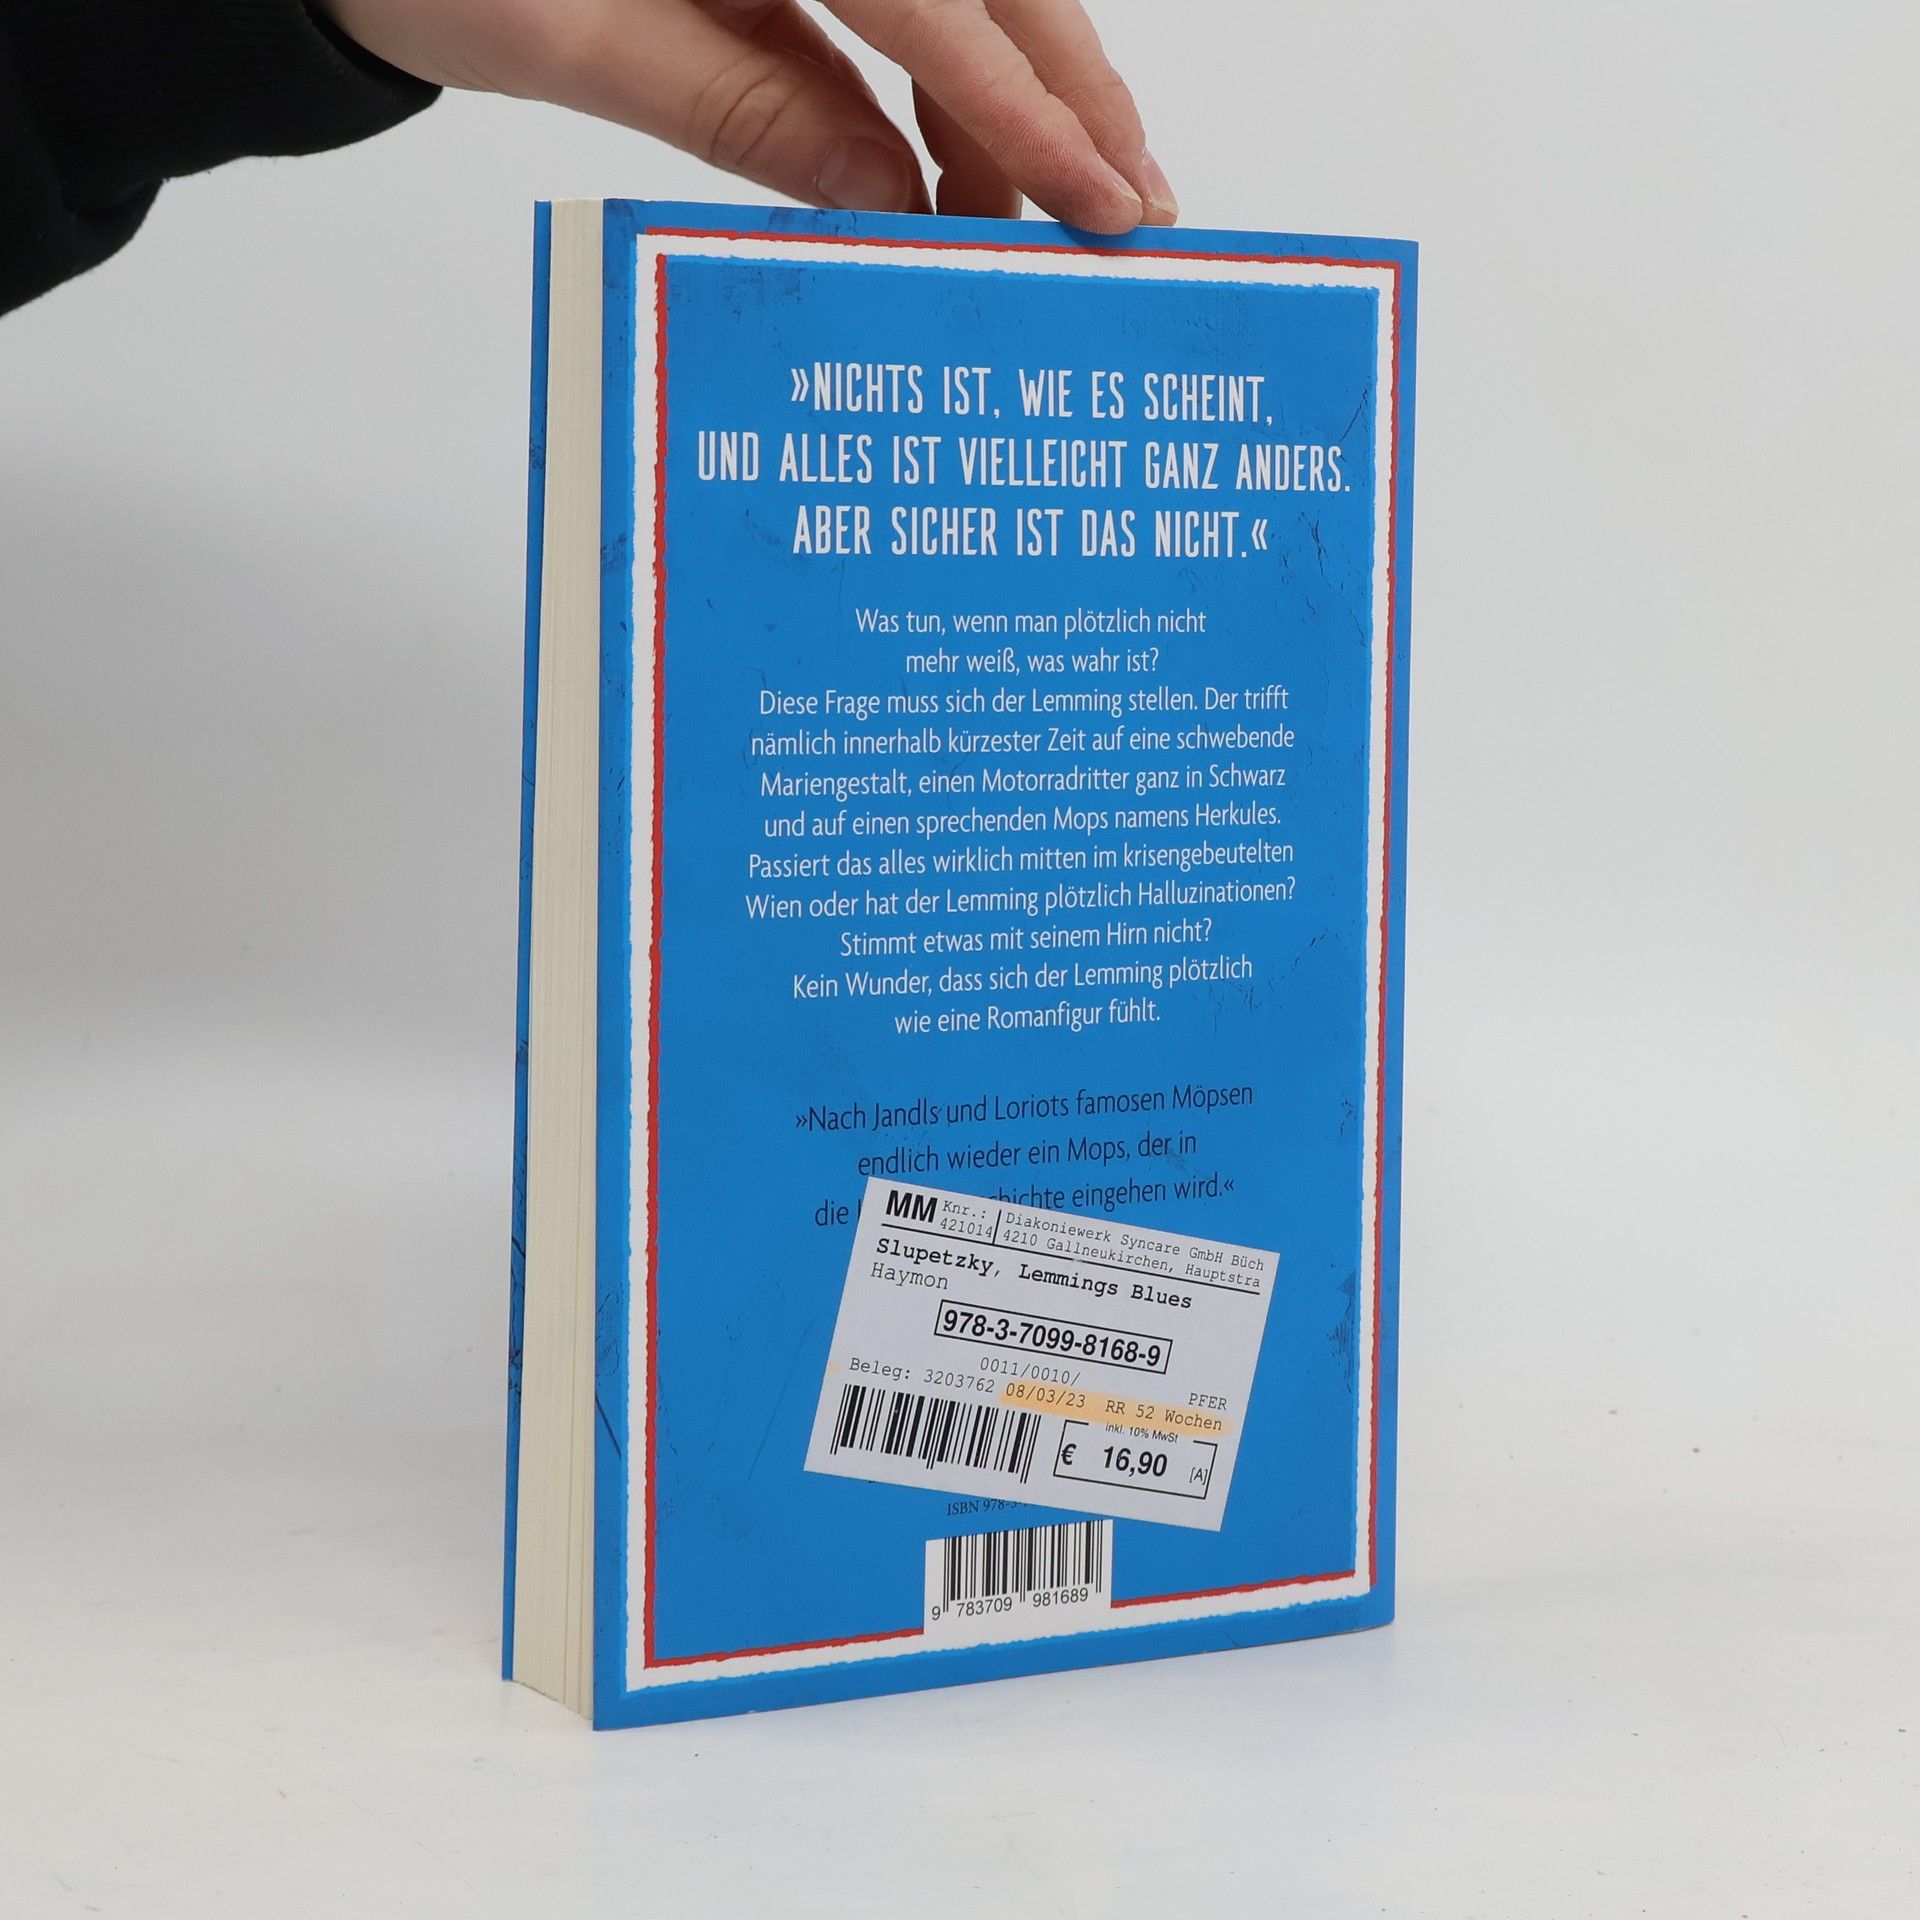 »NICHTS IST, WIE ES SCHEINT,
UND ALLES IST VIELLEICHT GANZ ANDERS.
ABER SICHER IST DAS NICHT.«
Was tun, wenn man plötzlich nicht
mehr weiß, was wahr ist?
Diese Frage muss sich der Lemming stellen. Der trifft
nämlich innerhalb kürzester Zeit auf eine schwebende
Mariengestalt, einen Motorradritter ganz in Schwarz
und auf einen sprechenden Mops namens Herkules.
Passiert das alles wirklich mitten im krisengebeutelten
Wien oder hat der Lemming plötzlich Halluzinationen?
Stimmt etwas mit seinem Hirn nicht?
Kein Wunder, dass sich der Lemming plötzlich
wie eine Romanfigur fühlt.
»Nach Jandls und Loriots famosen Möpsen
endlich wieder ein Mops, der in
die eingehen wird.«
MM Knr.: Diakoniewerk Syncare GmbH Büch
421014 4210 Gallneukirchen, Hauptstra
Slupetzky, Lemmings Blues
Haymon
978-3-7099-8168-9
0011/0010/ PFER
Beleg: 3203762 08/03/23 RR 52 Wochen
inkl. 10% MwSt
€ 16,90 [A]
ISBN 978-3-
9 783709 981689